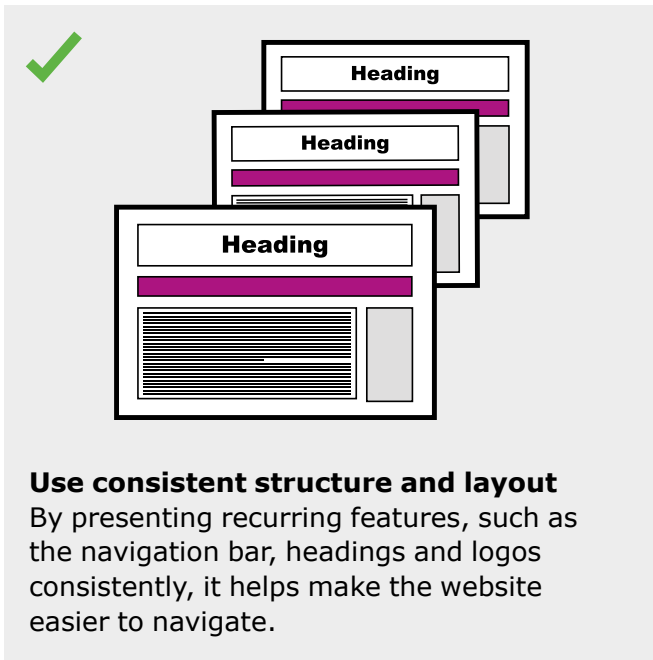 Heading
Heading
Heading
Use consistent structure and layout
By presenting recurring features, such as
the navigation bar, headings and logos
consistently, it helps make the website
easier to navigate.